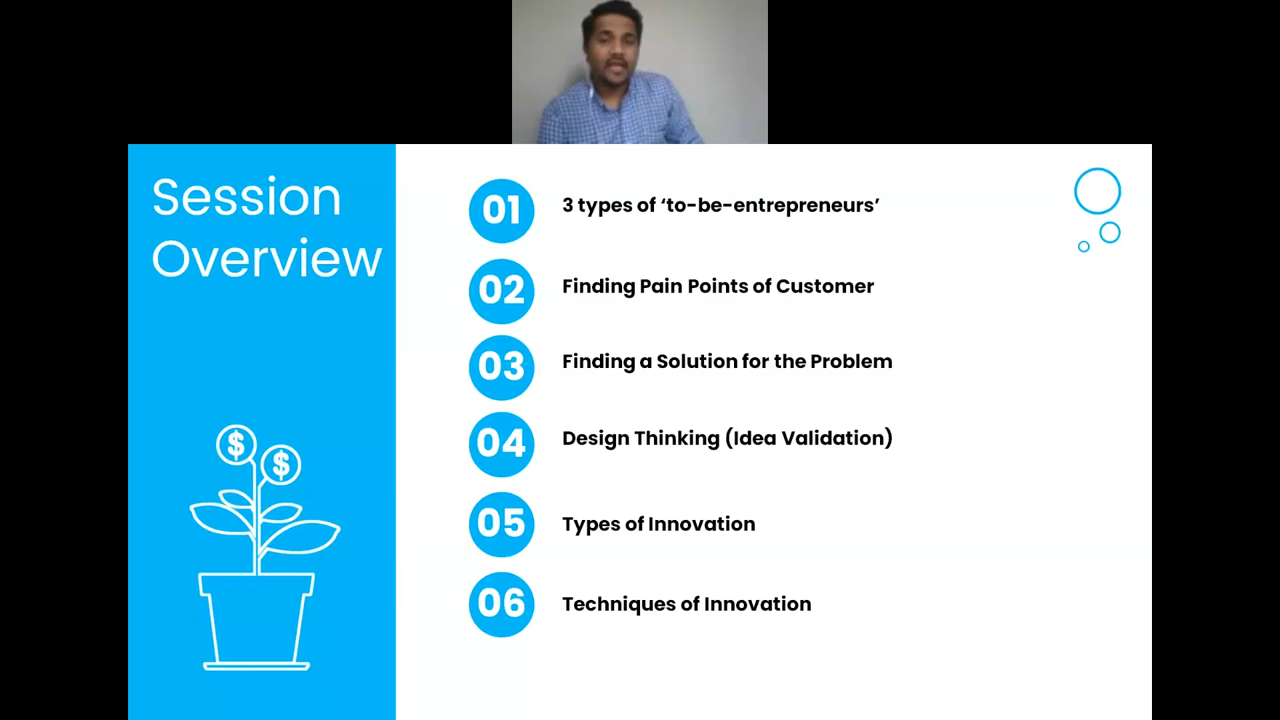 Session
Overview
01
3 types of ‘to-be-entrepreneurs’
02
Finding Pain Points of Customer
03
Finding a Solution for the Problem
04
Design Thinking (Idea Validation)
05
Types of Innovation
06
Techniques of Innovation
$
$